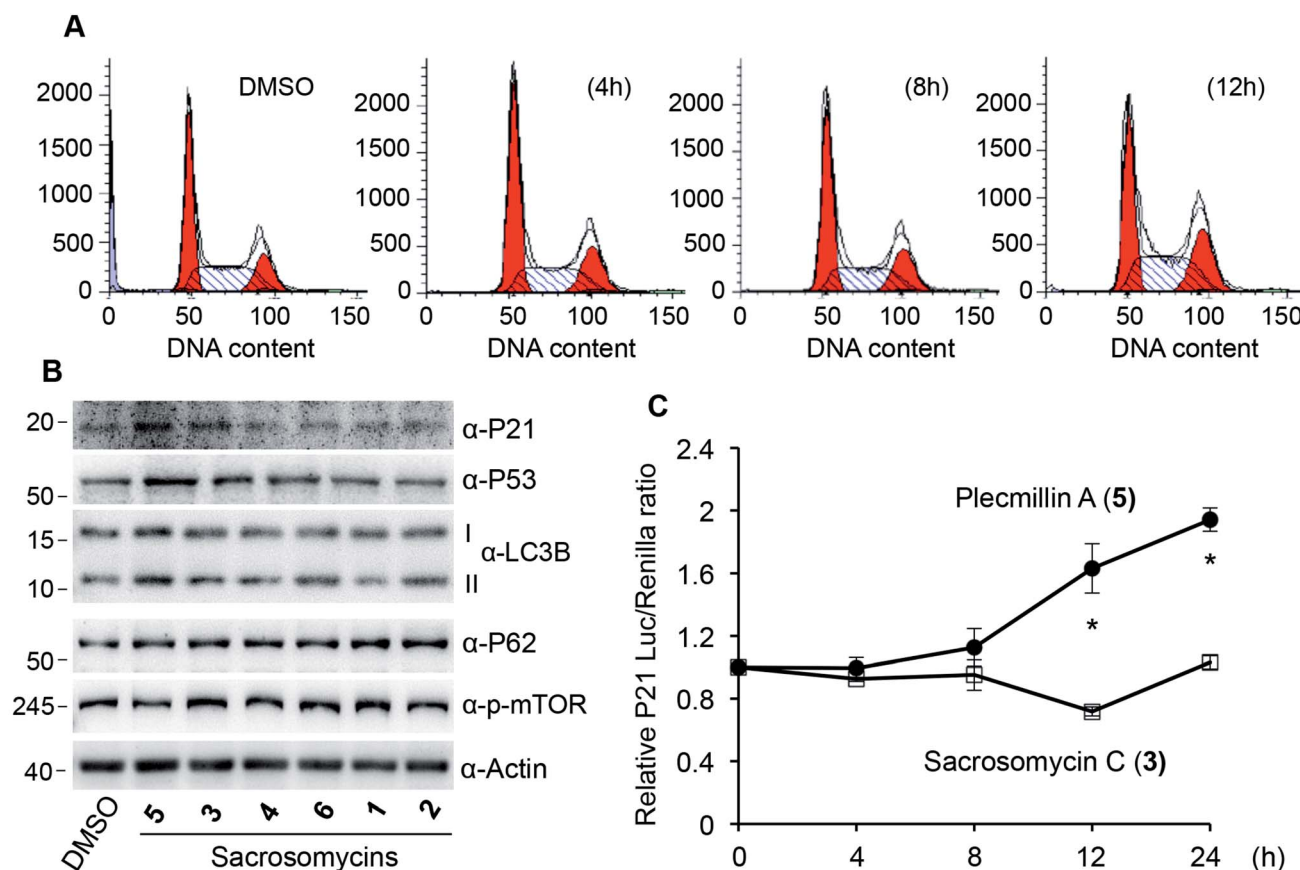 A
DMSO
(4h)
(8h)
(12h)
2000
1500
1000
500
0
0 50 100 150
DNA content
2000
1500
1000
500
0
0 50 100 150
DNA content
2000
1500
1000
500
0
0 50 100 150
DNA content
2000
1500
1000
500
0
0 50 100 150
DNA content
B
20
α-P21
α-P53
50
I
15
α-LC3B
10
II
α-P62
50
245
α-p-mTOR
40
α-Actin
DMSO 5 3 4 6 1 2
Sacrosomycins
C
Relative P21 Luc/Renilla ratio
2.4
2
1.6
1.2
0.8
0.4
0
Plecmillin A (5)
*
*
Sacrosomycin C (3)
0 4 8 12 24 (h)